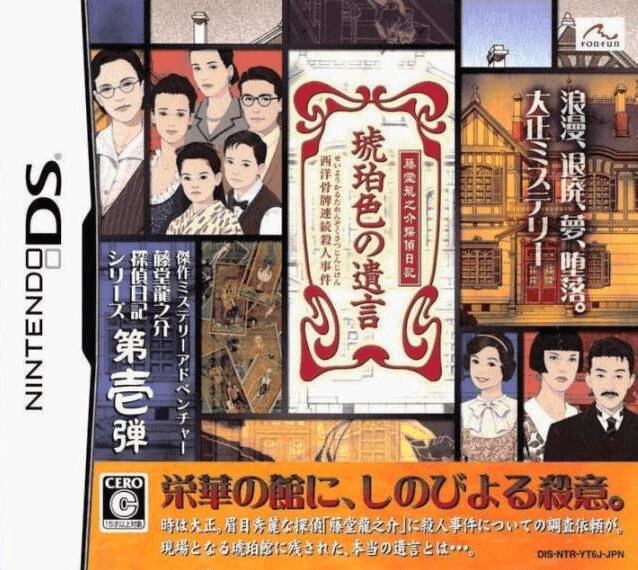 NINTENDO DS
FONFUN
浪漫、退廃、夢、堕落。
大正ミステリー
藤堂龍之介探偵日記
琥珀色の遺言
せいようかるたれんぞくさつじんじけん
西洋骨牌連続殺人事件
傑作ミステリーアドベンチャー
藤堂龍之介
探偵日記
シリーズ 第壱弾
CERO
C
15才以上対象
栄華の館に、しのびよる殺意。
時は大正。眉目秀麗な探偵「藤堂龍之介」に殺人事件についての調査依頼が。
現場となる琥珀館に残された、本当の遺言とは・・・。
DIS-NTR-YT6J-JPN